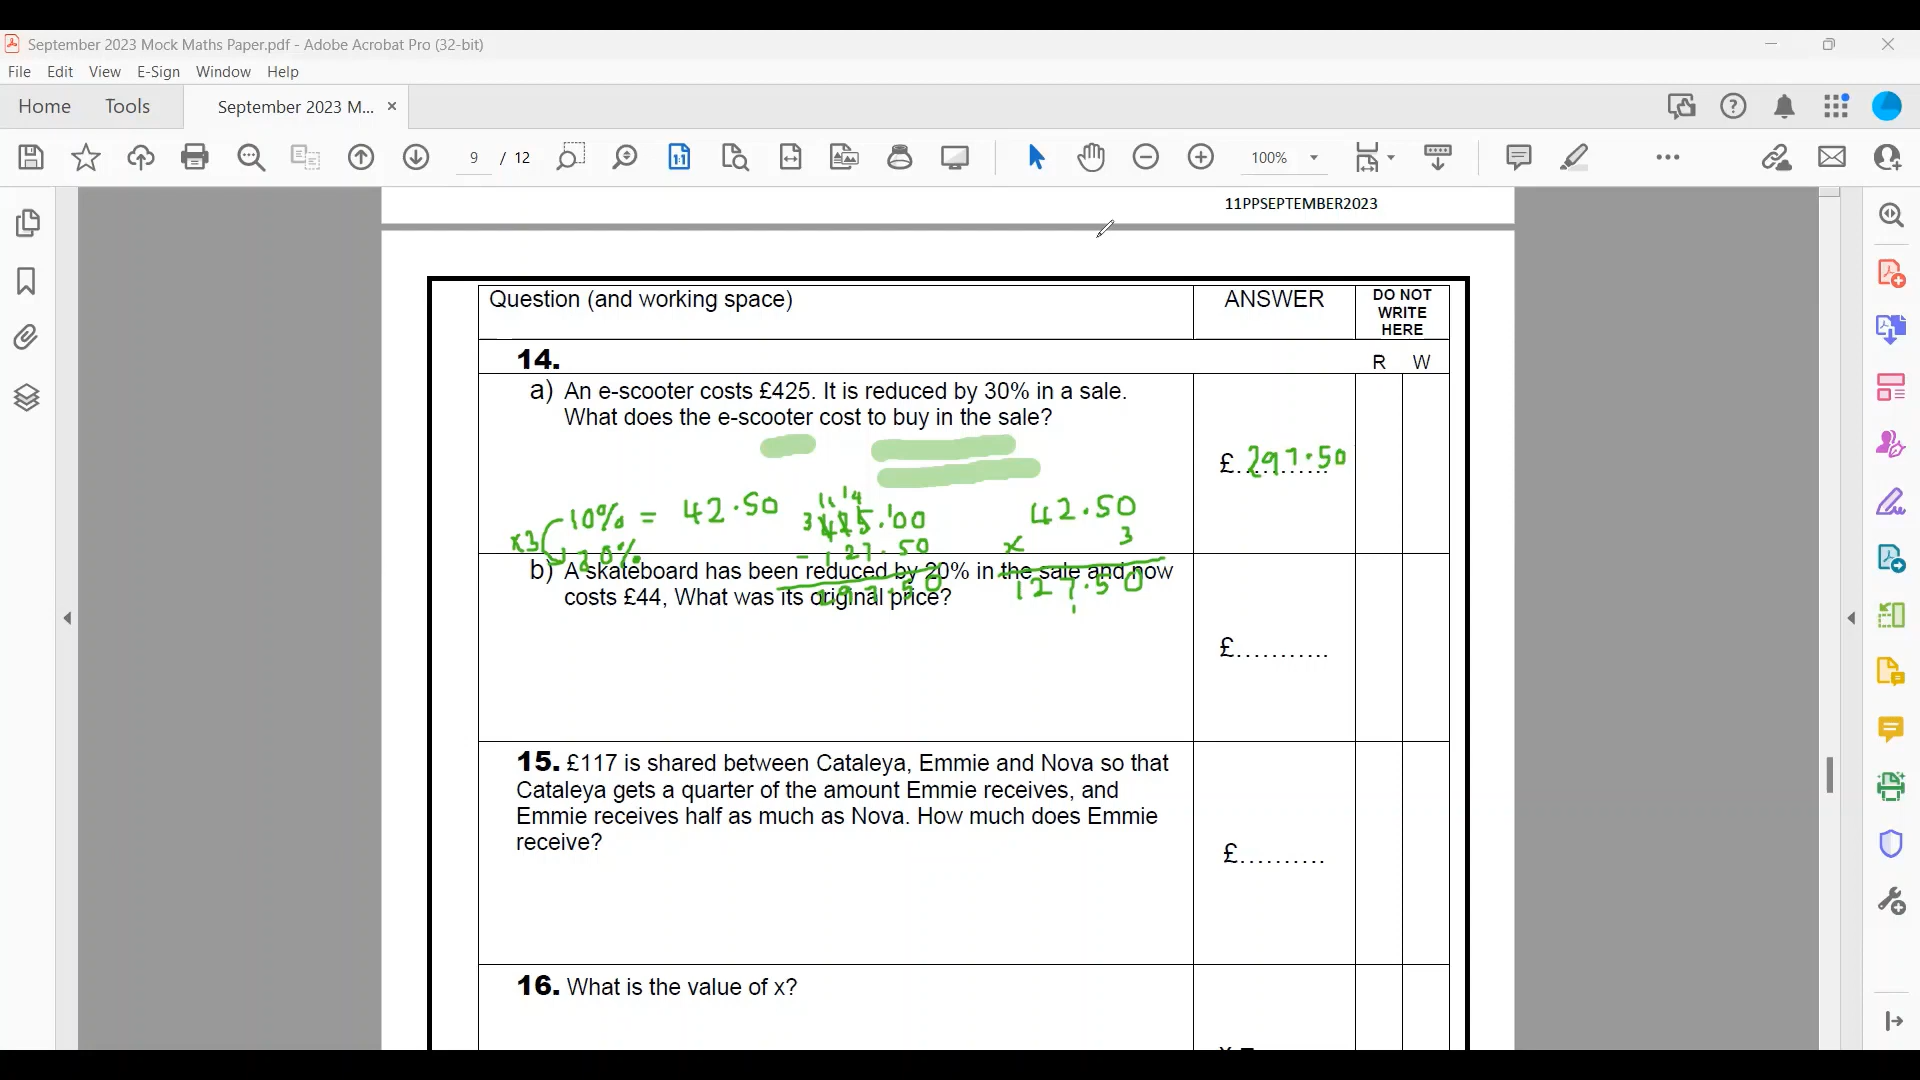 September 2023 Mock Maths Paper.pdf - Adobe Acrobat Pro (32-bit)
File Edit View E-Sign Window Help
Home Tools September 2023 M... ×
9 / 12 100%
11PPSEPTEMBER2023
Question (and working space) ANSWER DO NOT WRITE HERE
14. R W
a) An e-scooter costs £425. It is reduced by 30% in a sale.
What does the e-scooter cost to buy in the sale?
£........... 297.50
10% = 42.50
×3
30%
425.00
- 127.50
297.50
42.50
× 3
127.50
b) A skateboard has been reduced by 20% in the sale and now
costs £44, What was its original price?
£...........
15. £117 is shared between Cataleya, Emmie and Nova so that
Cataleya gets a quarter of the amount Emmie receives, and
Emmie receives half as much as Nova. How much does Emmie
receive?
£..........
16. What is the value of x?